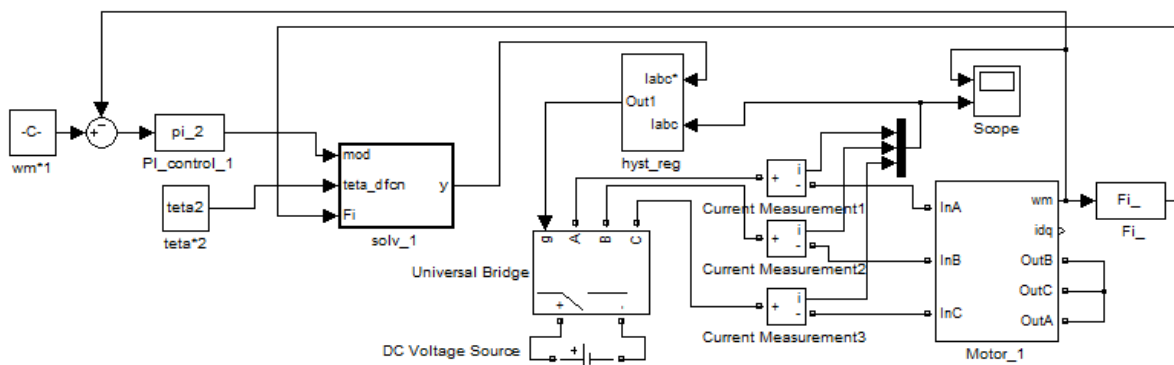 -C-
wm*1
pi_2
PI_control_1
teta2
teta*2
mod
teta_dfcn
Fi
y
solv_1
Iabc*
Out1
Iabc
hyst_reg
Scope
+
i
-
Current Measurement1
+
i
-
Current Measurement2
+
i
-
Current Measurement3
g
A
B
C
+
-
Universal Bridge
DC Voltage Source
+
InA
InB
InC
wm
idq
OutB
OutC
OutA
Motor_1
Fi_
Fi_